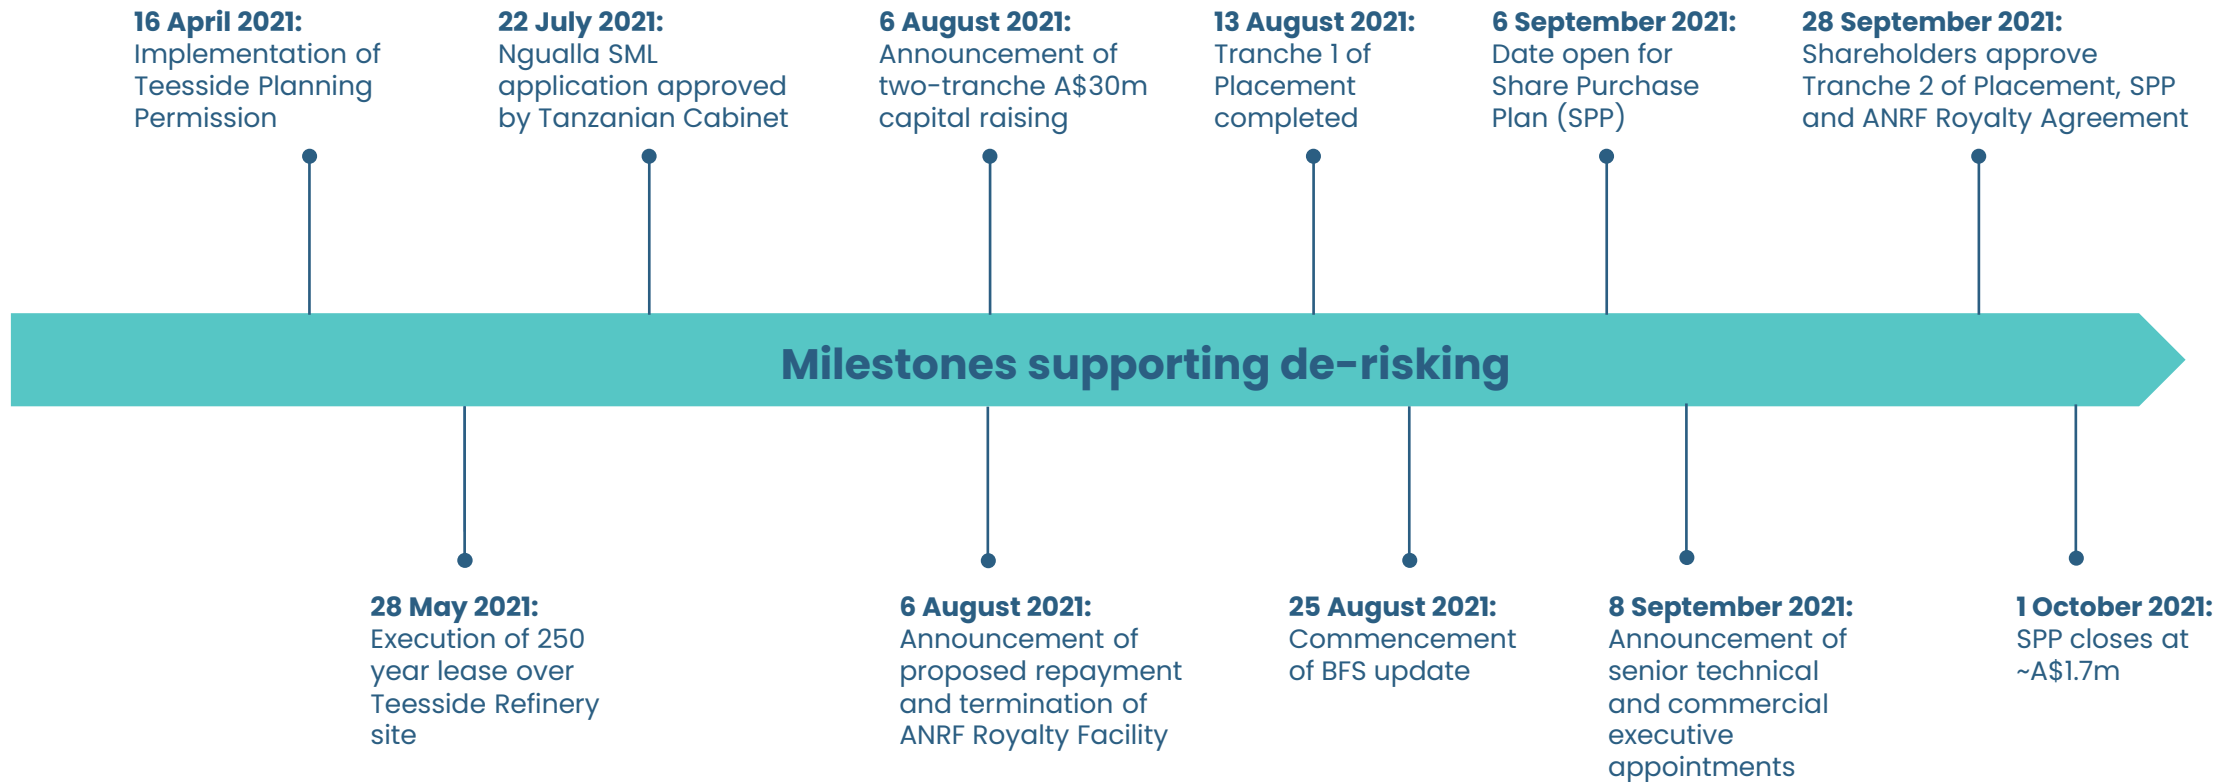 16 April 2021:
Implementation of
Teesside Planning
Permission
22 July 2021:
Ngualla SML
application approved
by Tanzanian Cabinet
6 August 2021:
Announcement of
two-tranche A$30m
capital raising
13 August 2021:
Tranche 1 of
Placement
completed
6 September 2021:
Date open for
Share Purchase
Plan (SPP)
28 September 2021:
Shareholders approve
Tranche 2 of Placement, SPP
and ANRF Royalty Agreement
Milestones supporting de-risking
28 May 2021:
Execution of 250
year lease over
Teesside Refinery
site
6 August 2021:
Announcement of
proposed repayment
and termination of
ANRF Royalty Facility
25 August 2021:
Commencement
of BFS update
8 September 2021:
Announcement of
senior technical
and commercial
executive
appointments
1 October 2021:
SPP closes at
~A$1.7m